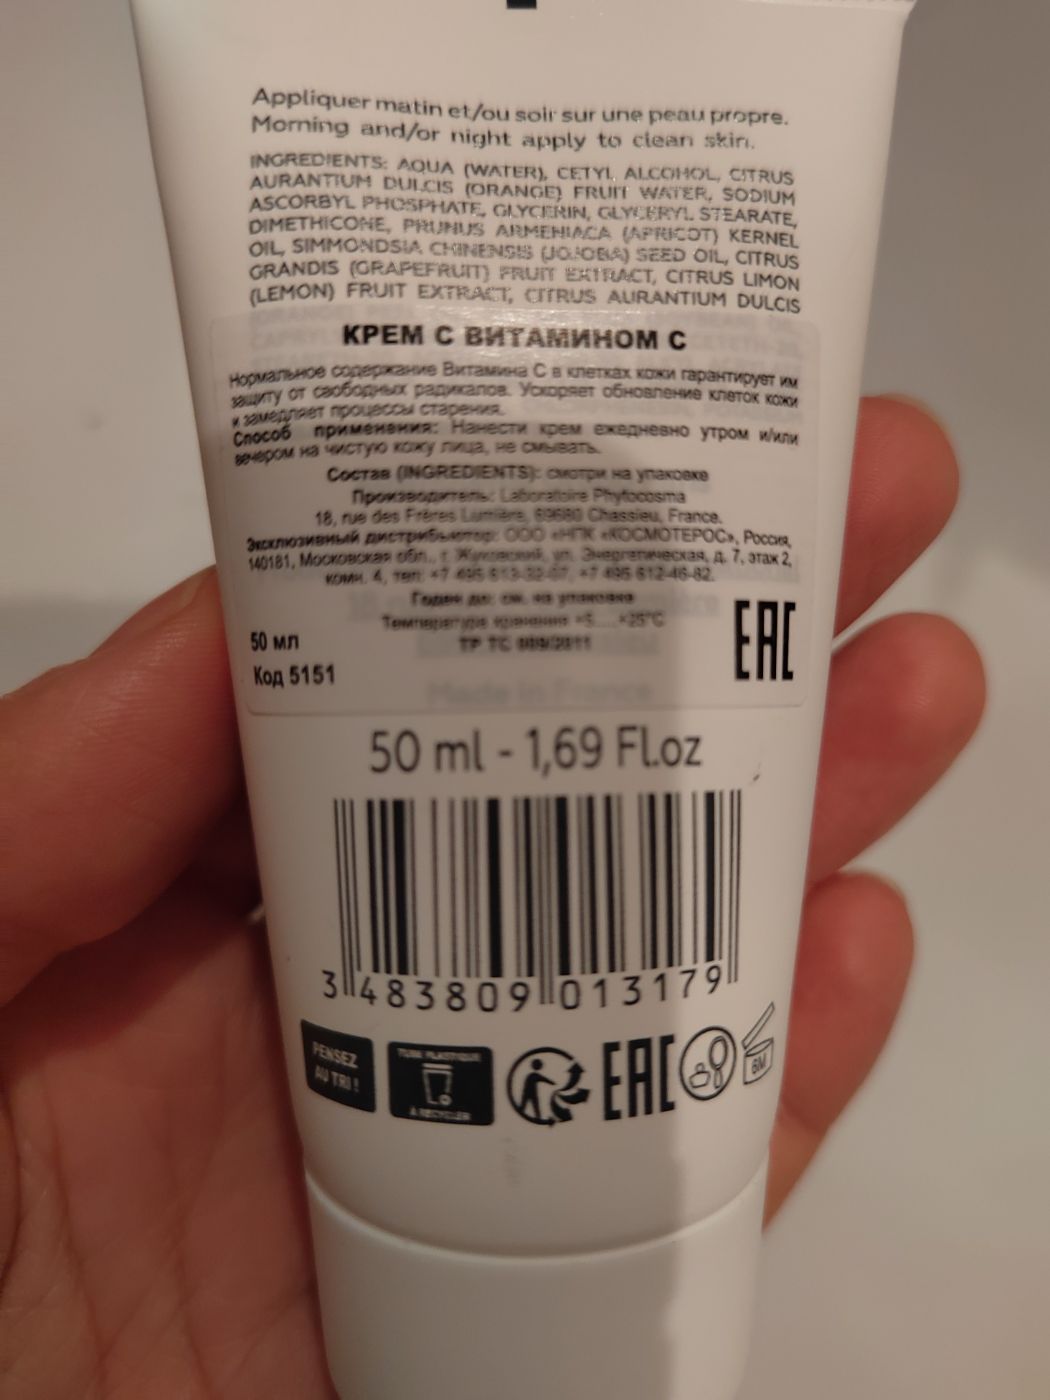 Appliquer matin et/ou soir sur une peau propre.
Morning and/or night apply to clean skin.
INGREDIENTS: AQUA (WATER), CETYL ALCOHOL, CITRUS
AURANTIUM DULCIS (ORANGE) FRUIT WATER, SODIUM
ASCORBYL PHOSPHATE, GLYCERIN, GLYCERYL STEARATE,
DIMETHICONE, PRUNUS ARMENIACA (APRICOT) KERNEL
OIL, SIMMONDSIA CHINENSIS (JOJOBA) SEED OIL, CITRUS
GRANDIS (GRAPEFRUIT) FRUIT EXTRACT, CITRUS LIMON
(LEMON) FRUIT EXTRACT, CITRUS AURANTIUM DULCIS
КРЕМ С ВИТАМИНОМ С
Нормальное содержание Витамина С в клетках кожи гарантирует им
защиту от свободных радикалов. Ускоряет обновление клеток кожи
и замедляет процессы старения.
Способ применения: Нанести крем ежедневно утром и/или
вечером на чистую кожу лица, не смывать.
Состав (INGREDIENTS): смотри на упаковке
Производитель: Laboratoire Phytocosma
18, rue des Frères Lumière, 69680 Chassieu, France.
Эксклюзивный дистрибьютор: ООО «НПК «КОСМОТЕРОС», Россия,
140181, Московская обл., г. Жуковский, ул. Энергетическая, д. 7, этаж 2,
комн. 4, тел: +7 495 612-46-82.
Годен до: см. на упаковке
Температура хранения +5....+25°C
ТР ТС 009/2011
50 мл
Код 5151
EAC
Made in France
50 ml - 1,69 Fl.oz
3 483809 013179
PENSEZ
AU TRI !
TUBE PLASTIQUE
À RECYCLER
EAC
6M